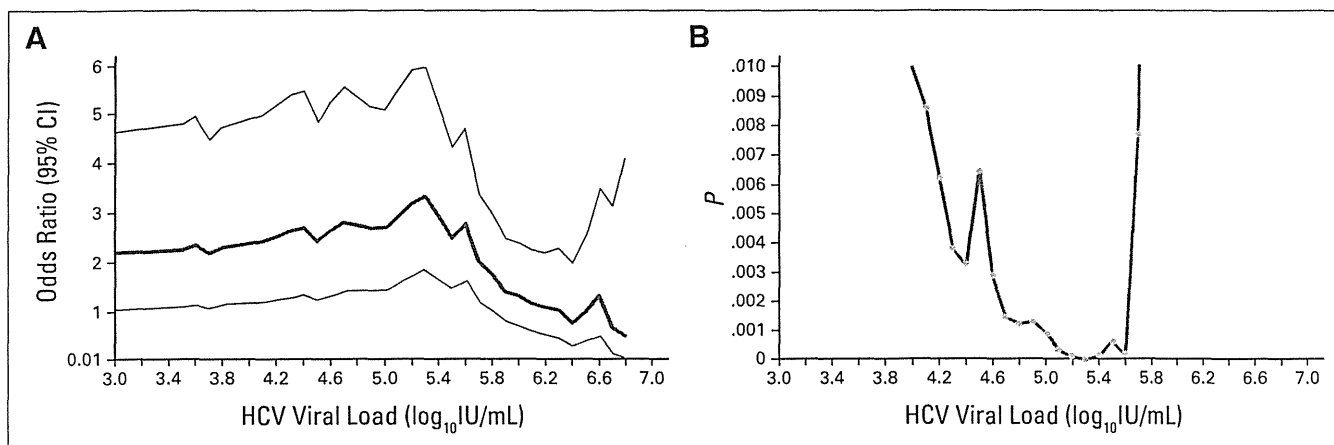 A
Odds Ratio (95% CI)
6
5
4
3
2
1
0.01
3.0 3.4 3.8 4.2 4.6 5.0 5.4 5.8 6.2 6.6 7.0
HCV Viral Load (log10IU/mL)
B
P
.010
.009
.008
.007
.006
.005
.004
.003
.002
.001
0
3.0 3.4 3.8 4.2 4.6 5.0 5.4 5.8 6.2 6.6 7.0
HCV Viral Load (log10IU/mL)